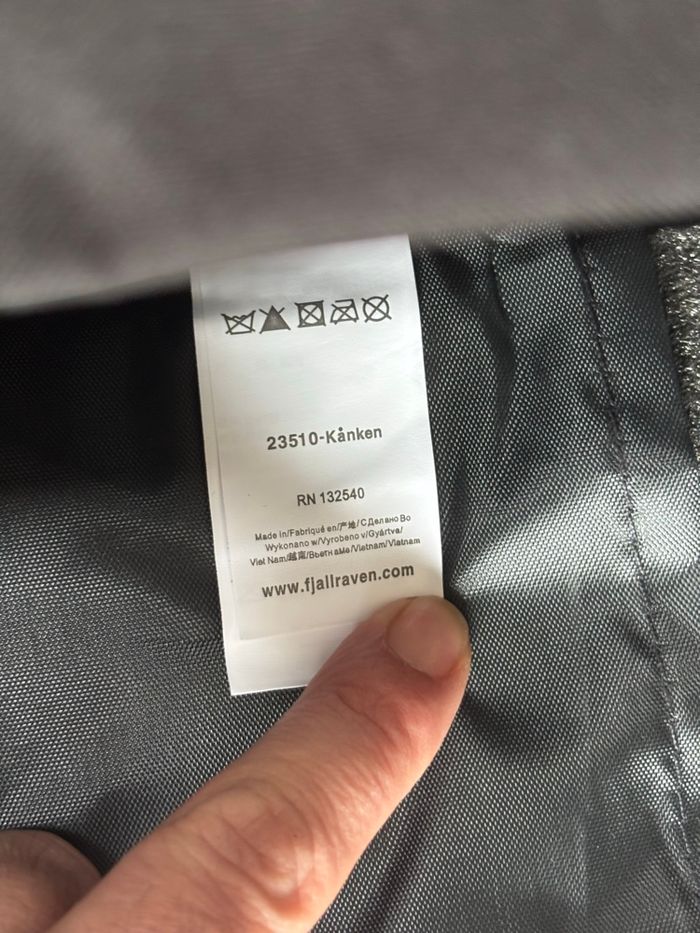 23510-Kånken
RN 132540
Made in/Fabriqué en/产地/Сделано Во
Wykonano w/Vyrobeno v/Gyártva/
Viet Nam/越南/Вьетнаме/Vietnam/Vietnam
www.fjallraven.com